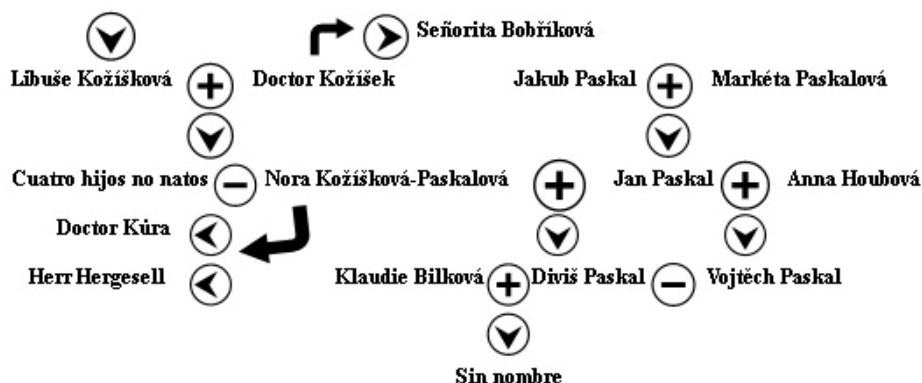 Señorita Bobříková
Libuše Kožíšková Doctor Kožíšek Jakub Paskal Markéta Paskalová
Cuatro hijos no natos Nora Kožíšková-Paskalová Jan Paskal Anna Houbová
Doctor Kůra
Herr Hergesell Klaudie Bilková Diviš Paskal Vojtěch Paskal
Sin nombre